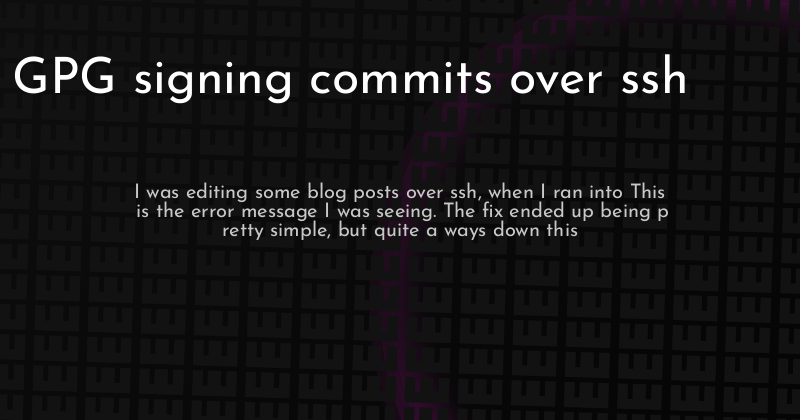 GPG signing commits over ssh
I was editing some blog posts over ssh, when I ran into This
is the error message I was seeing. The fix ended up being p
retty simple, but quite a ways down this